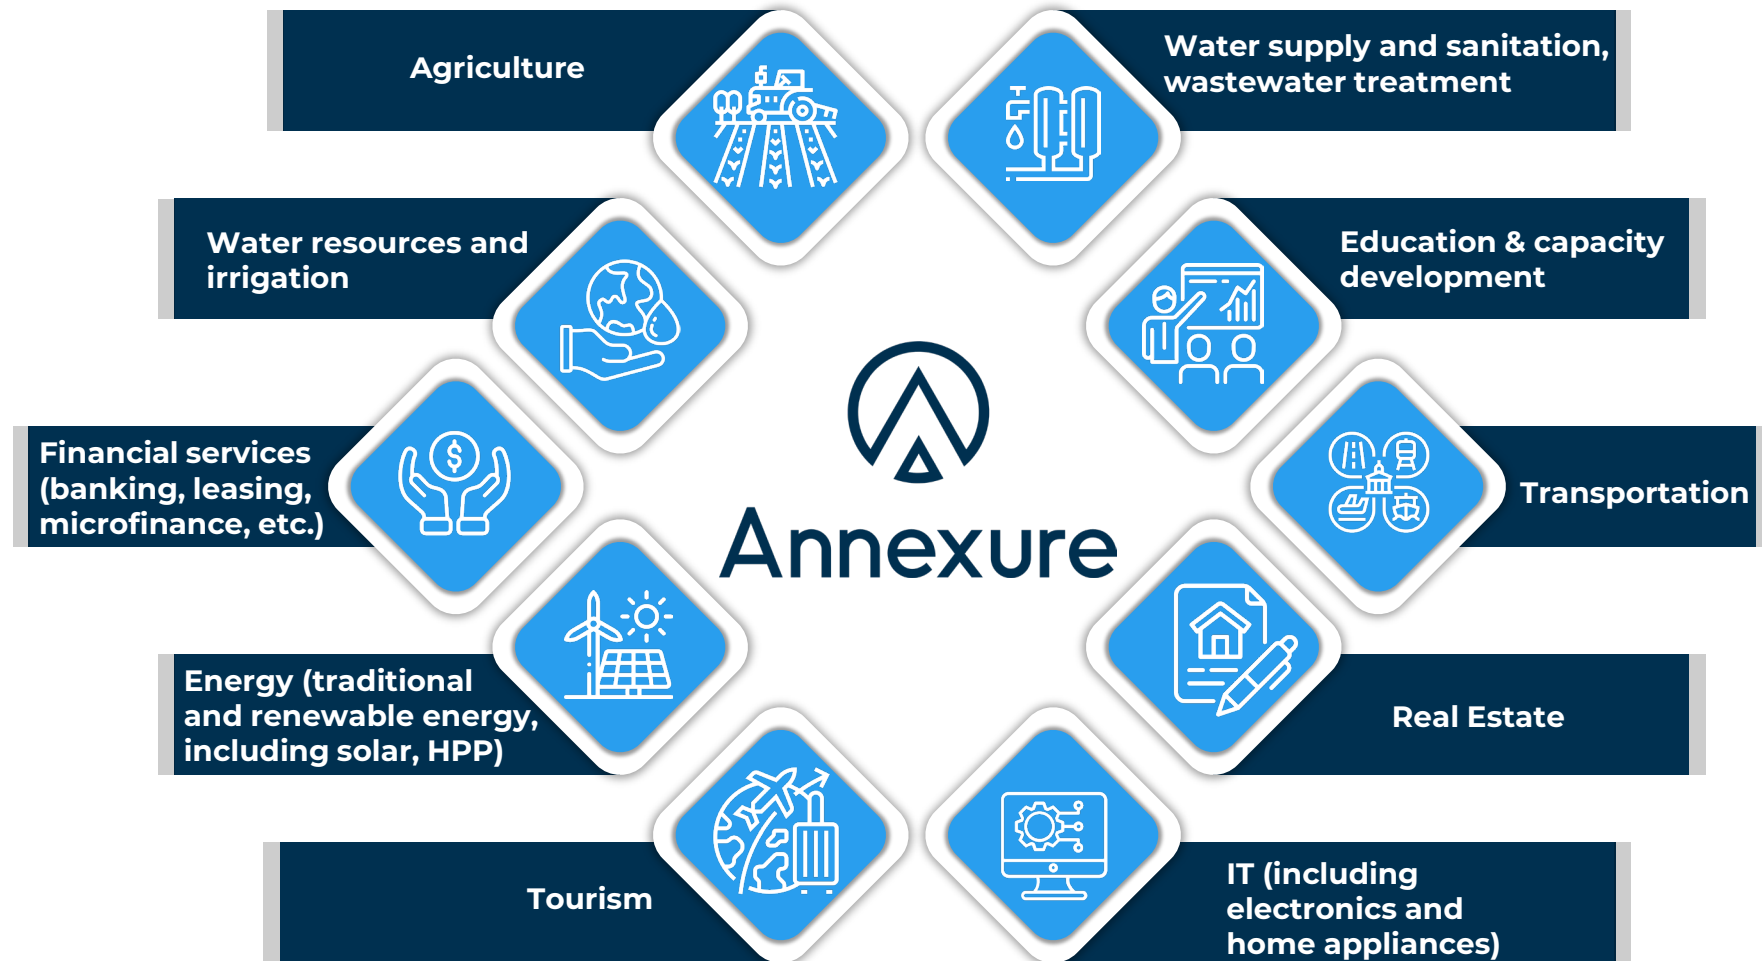 Agriculture
Water supply and sanitation,
wastewater treatment
Water resources and
irrigation
Education & capacity
development
Financial services
(banking, leasing,
microfinance, etc.)
Transportation
Annexure
Energy (traditional
and renewable energy,
including solar, HPP)
Real Estate
Tourism
IT (including
electronics and
home appliances)